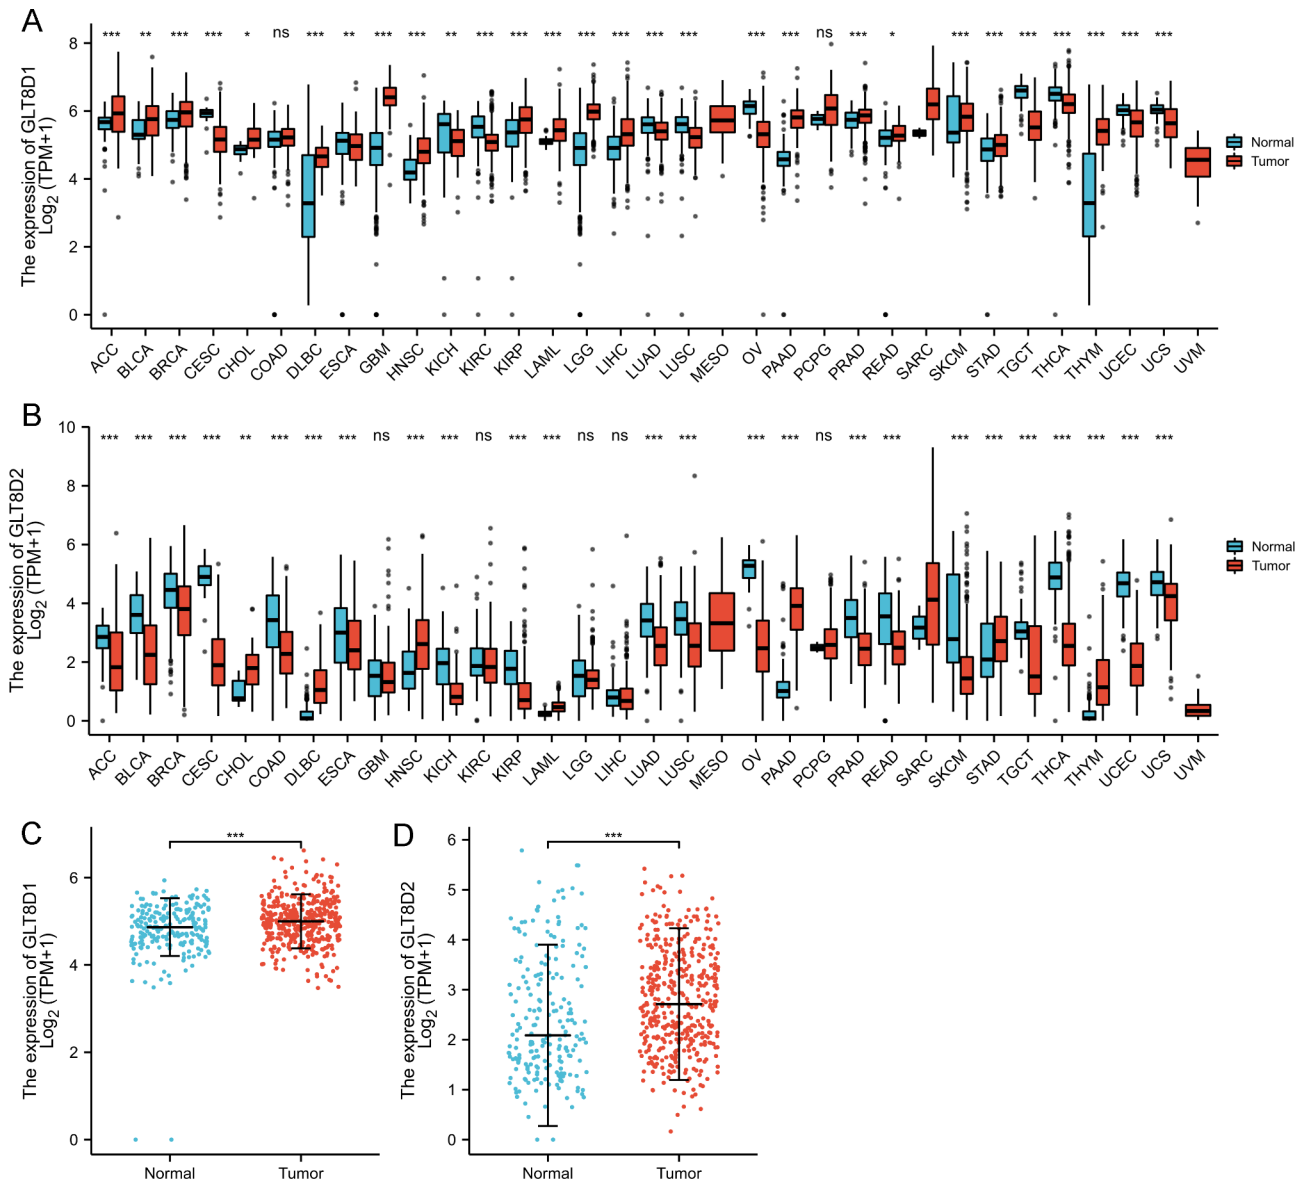 A
The expression of GLT8D1
Log2 (TPM+1)
8
6
4
2
0
*** ** *** *** * ns *** ** *** *** ** *** *** *** *** *** *** *** *** *** ns *** * *** *** *** *** *** *** ***
ACC BLCA BRCA CESC CHOL COAD DLBC ESCA GBM HNSC KICH KIRC KIRP LAML LGG LIHC LUAD LUSC MESO OV PAAD PCPG PRAD READ SARC SKCM STAD TGCT THCA THYM UCEC UCS UVM
Normal
Tumor
B
The expression of GLT8D2
Log2 (TPM+1)
10
8
6
4
2
0
*** *** *** *** ** *** *** *** ns *** *** ns *** *** ns ns *** *** *** *** ns *** *** *** *** *** *** *** *** ***
ACC BLCA BRCA CESC CHOL COAD DLBC ESCA GBM HNSC KICH KIRC KIRP LAML LGG LIHC LUAD LUSC MESO OV PAAD PCPG PRAD READ SARC SKCM STAD TGCT THCA THYM UCEC UCS UVM
Normal
Tumor
C
The expression of GLT8D1
Log2 (TPM+1)
6
4
2
0
***
Normal Tumor
D
The expression of GLT8D2
Log2 (TPM+1)
6
5
4
3
2
1
0
***
Normal Tumor